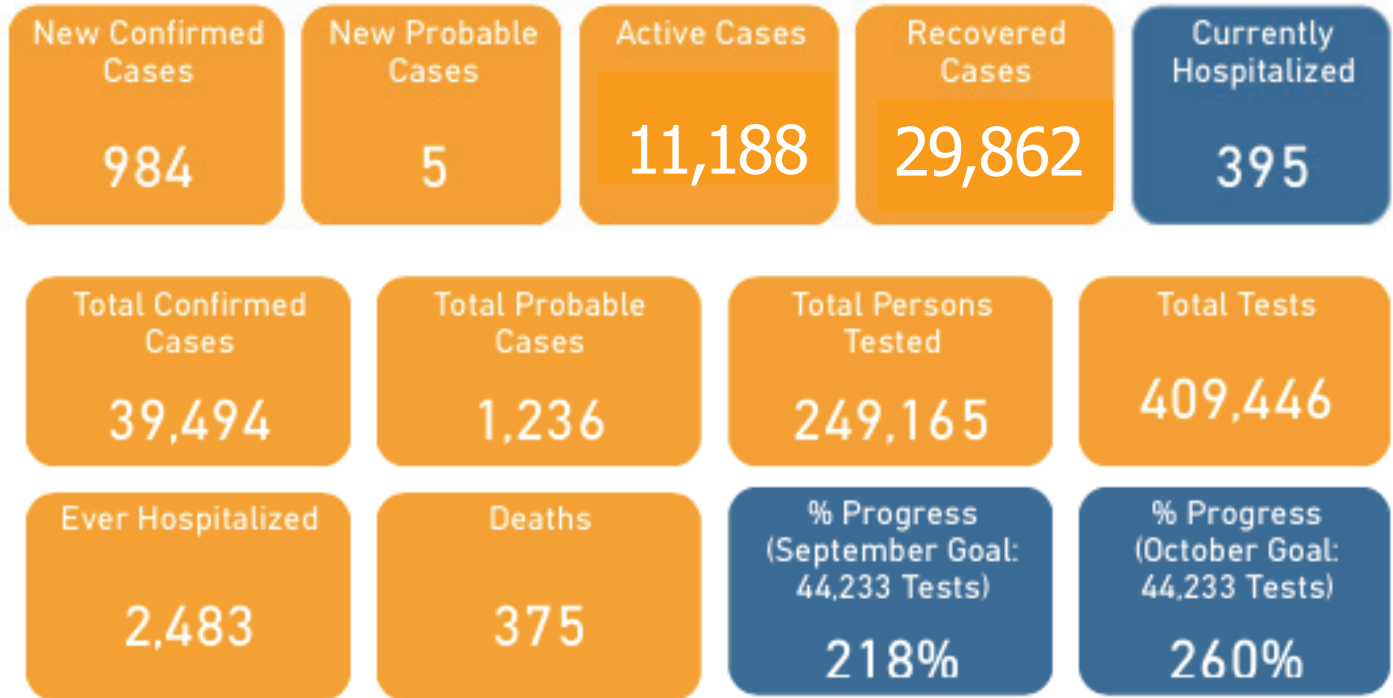 New Confirmed
Cases
984
New Probable
Cases
5
Active Cases
11,188
Recovered
Cases
29,862
Currently
Hospitalized
395
Total Confirmed
Cases
39,494
Total Probable
Cases
1,236
Total Persons
Tested
249,165
Total Tests
409,446
Ever Hospitalized
2,483
Deaths
375
% Progress
(September Goal:
44,233 Tests)
218%
% Progress
(October Goal:
44,233 Tests)
260%